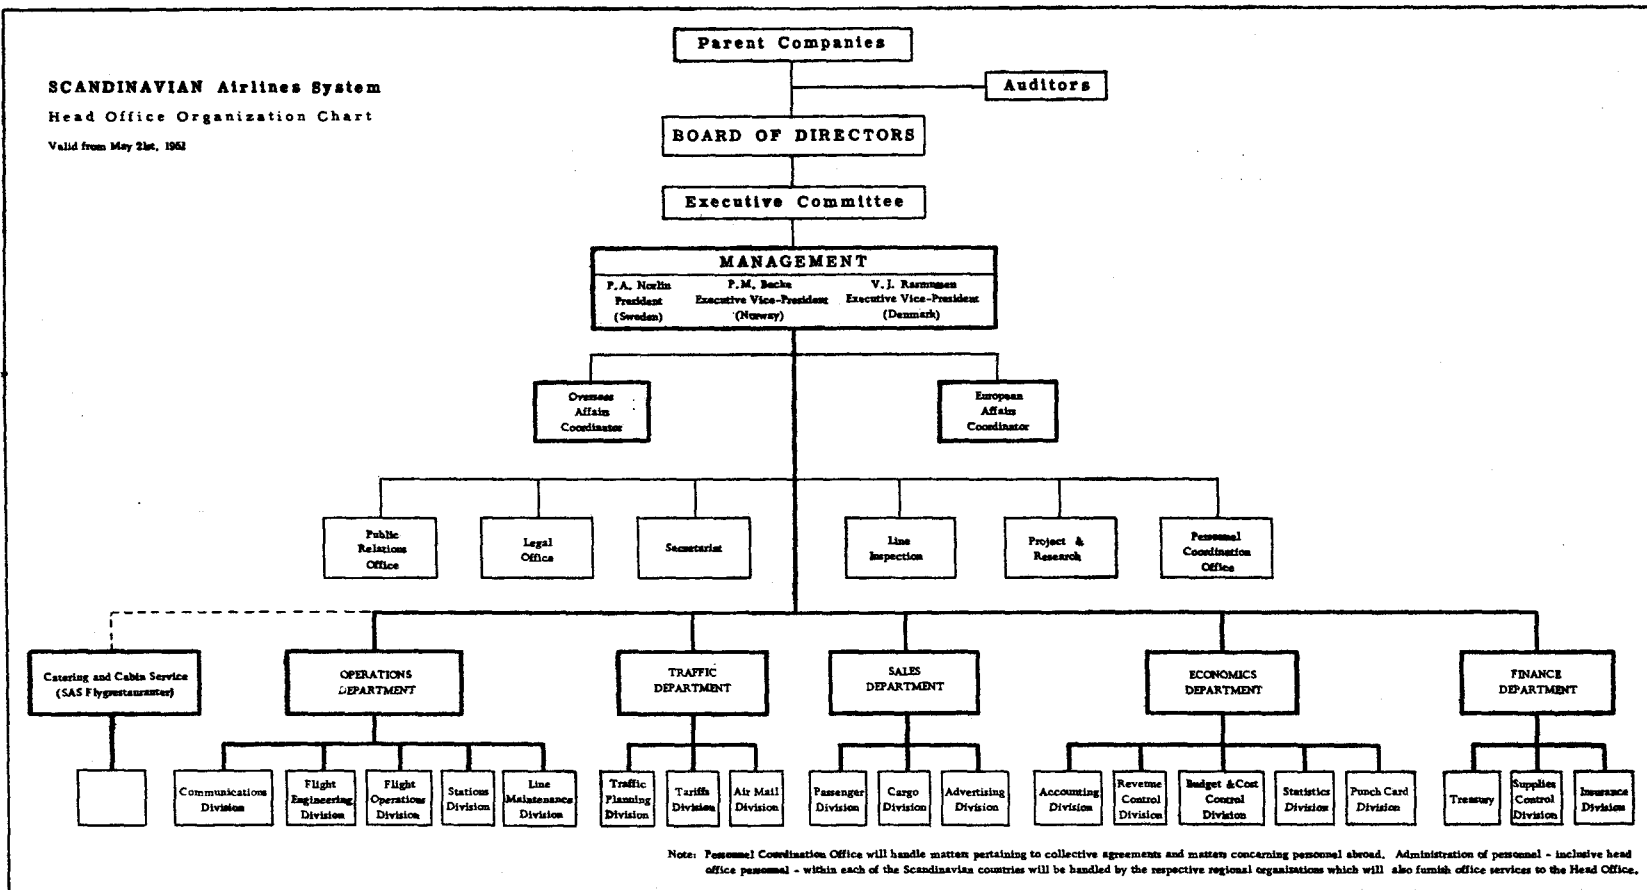 Parent Companies
SCANDINAVIAN Airlines System
Auditors
Head Office Organization Chart
BOARD OF DIRECTORS
Valid from May 21st, 1951
Executive Committee
MANAGEMENT
P.A. Norlin
President
(Sweden)
P.M. Backe
Executive Vice-President
(Norway)
V.J. Rasmussen
Executive Vice-President
(Denmark)
Overseas
Affairs
Coordinator
European
Affairs
Coordinator
Public
Relations
Office
Legal
Office
Secretariat
Line
Inspection
Project &
Research
Personnel
Coordination
Office
Catering and Cabin Service
(SAS Flygrestauranter)
OPERATIONS
DEPARTMENT
TRAFFIC
DEPARTMENT
SALES
DEPARTMENT
ECONOMICS
DEPARTMENT
FINANCE
DEPARTMENT
Communications
Division
Flight
Engineering
Division
Flight
Operations
Division
Stations
Division
Line
Maintenance
Division
Traffic
Planning
Division
Tariffs
Division
Air Mail
Division
Passenger
Division
Cargo
Division
Advertising
Division
Accounting
Division
Revenue
Control
Division
Budget & Cost
Control
Division
Statistics
Division
Punch Card
Division
Treasury
Supplies
Control
Division
Insurance
Division
Note: Personnel Coordination Office will handle matters pertaining to collective agreements and matters concerning personnel abroad. Administration of personnel - inclusive head
office personnel - within each of the Scandinavian countries will be handled by the respective regional organizations which will also furnish office services to the Head Office.